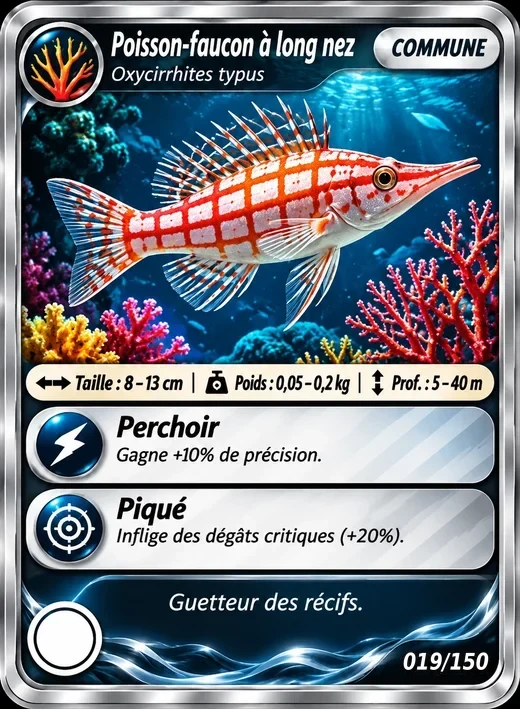 Poisson-faucon à long nez
COMMUNE
Oxycirrhites typus
Taille : 8 – 13 cm | Poids : 0,05 – 0,2 kg | Prof. : 5 – 40 m
Perchoir
Gagne +10% de précision.
Piqué
Inflige des dégâts critiques (+20%).
Guetteur des récifs.
019/150